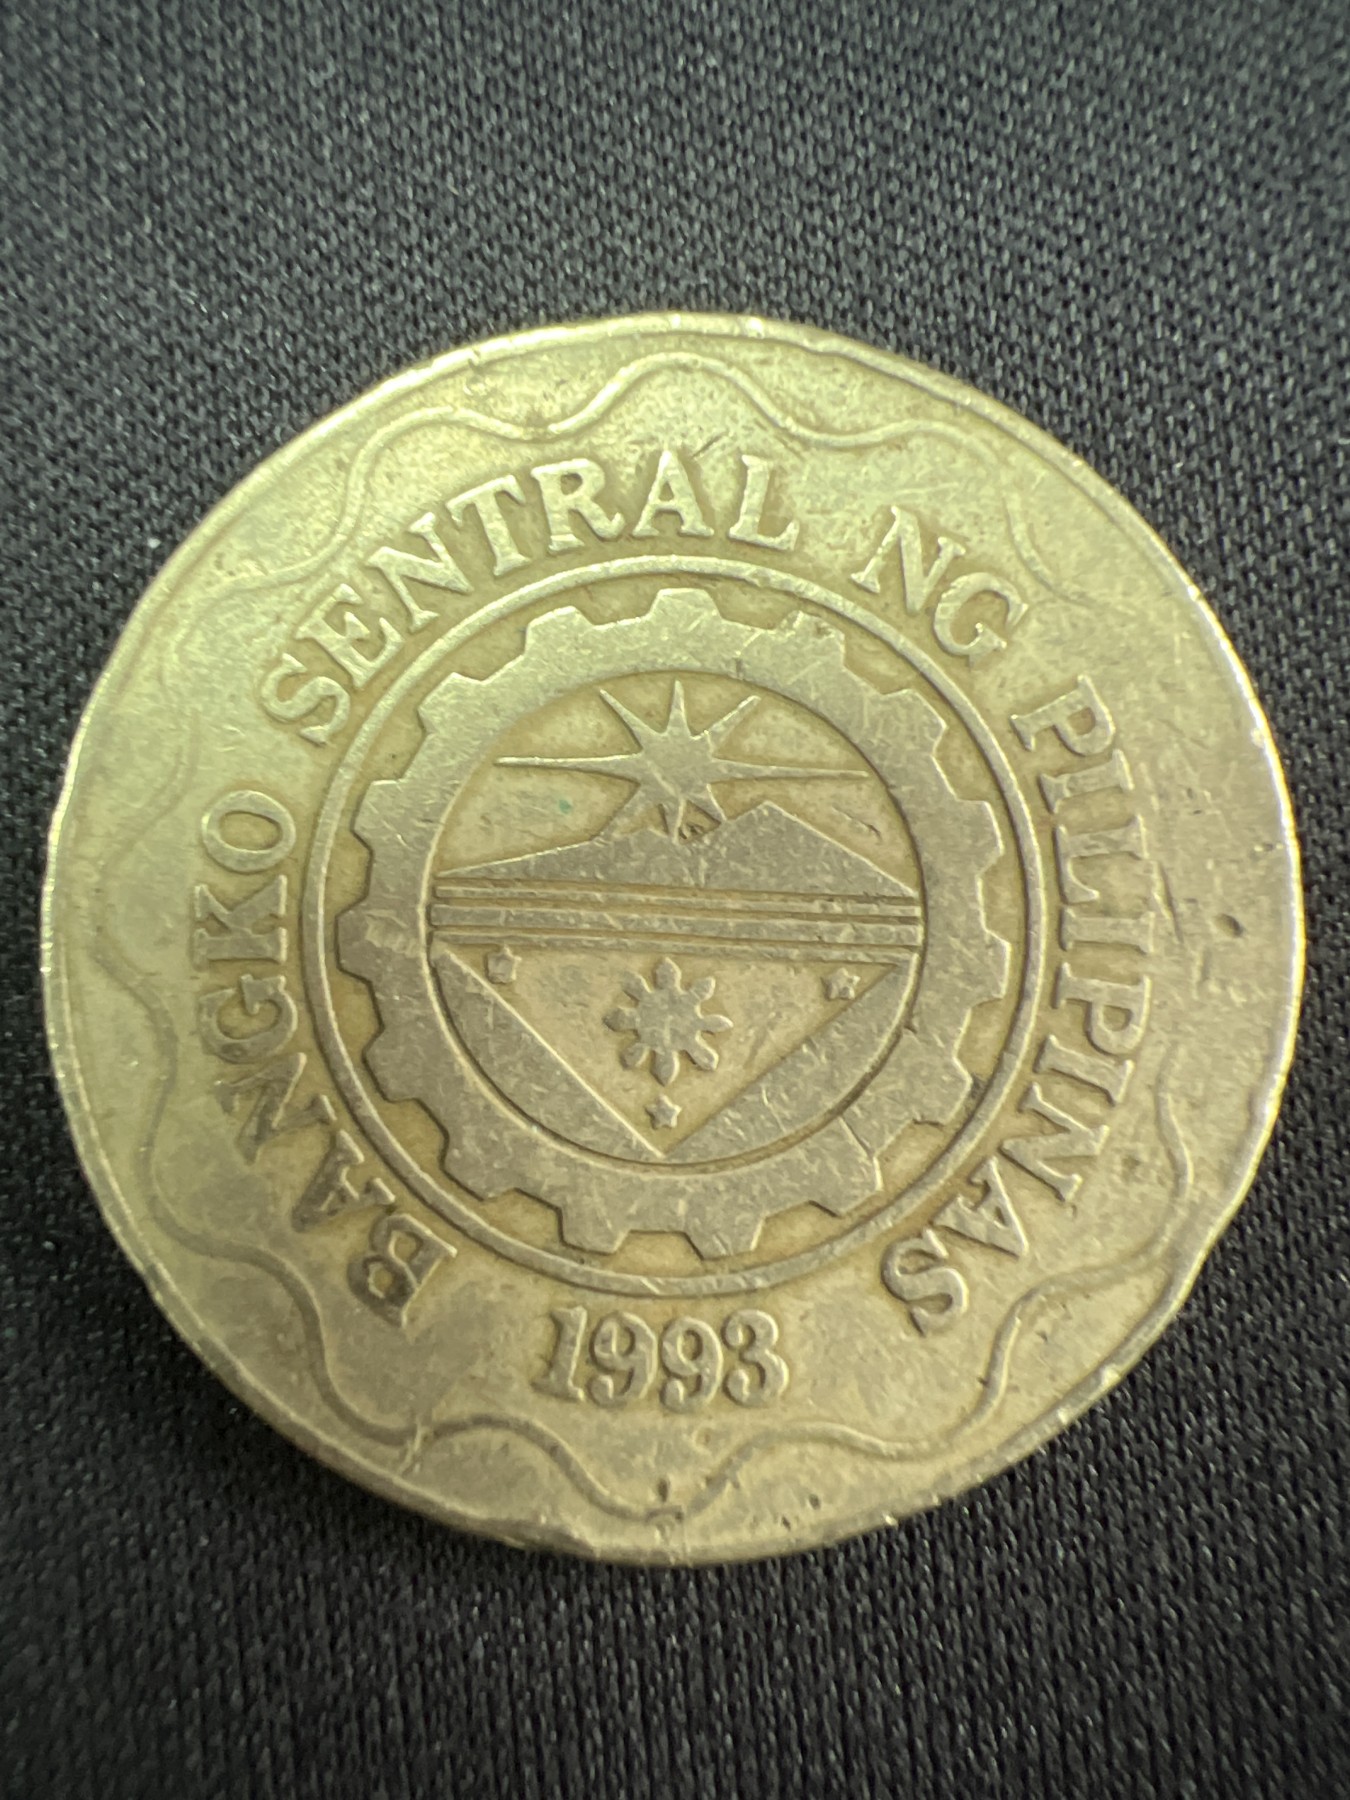 BANGKO SENTRAL NG PILIPINAS
1993